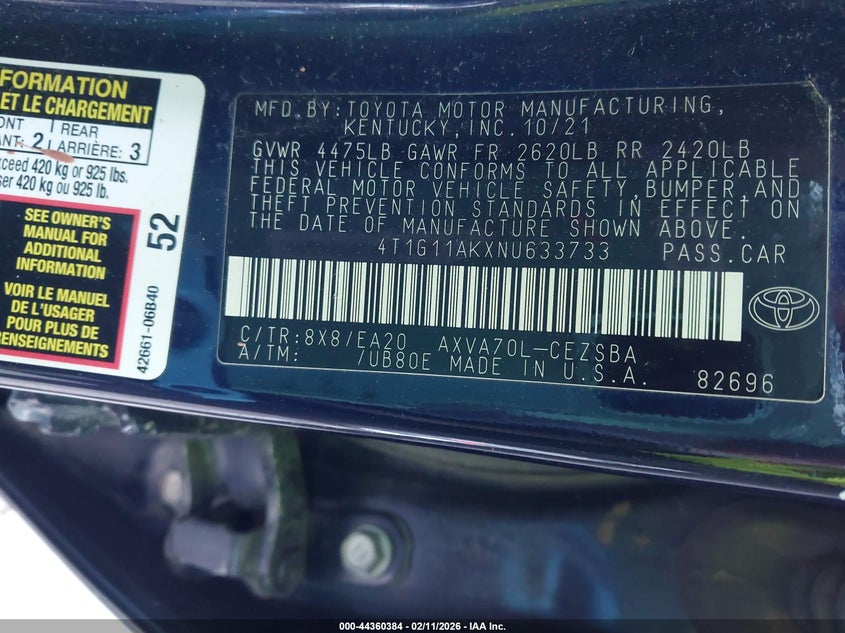 FORMATION
ET LE CHARGEMENT
ONT 2 REAR
ANT: LARRIÈRE: 3
xceed 420 kg or 925 lbs.
ser 420 kg ou 925 lb.
SEE OWNER'S
MANUAL FOR
ADDITIONAL
INFORMATION
VOIR LE MANUEL
DE L'USAGER
POUR PLUS DE
RENSEIGNEMENTS
52
42661-06B40
MFD.BY:TOYOTA MOTOR MANUFACTURING,
KENTUCKY,INC.10/21
GVWR 4475LB GAWR FR 2620LB RR 2420LB
THIS VEHICLE CONFORMS TO ALL APPLICABLE
FEDERAL MOTOR VEHICLE SAFETY,BUMPER,AND
THEFT PREVENTION STANDARDS IN EFFECT ON
THE DATE OF MANUFACTURE SHOWN ABOVE.
4T1G11AKXNU633733 PASS.CAR
C/TR:8X8/EA20 AXVA70L-CEZSBA
A/TM: /UB80E MADE IN U.S.A. 82696
000-44360384 - 02/11/2026 - IAA Inc.